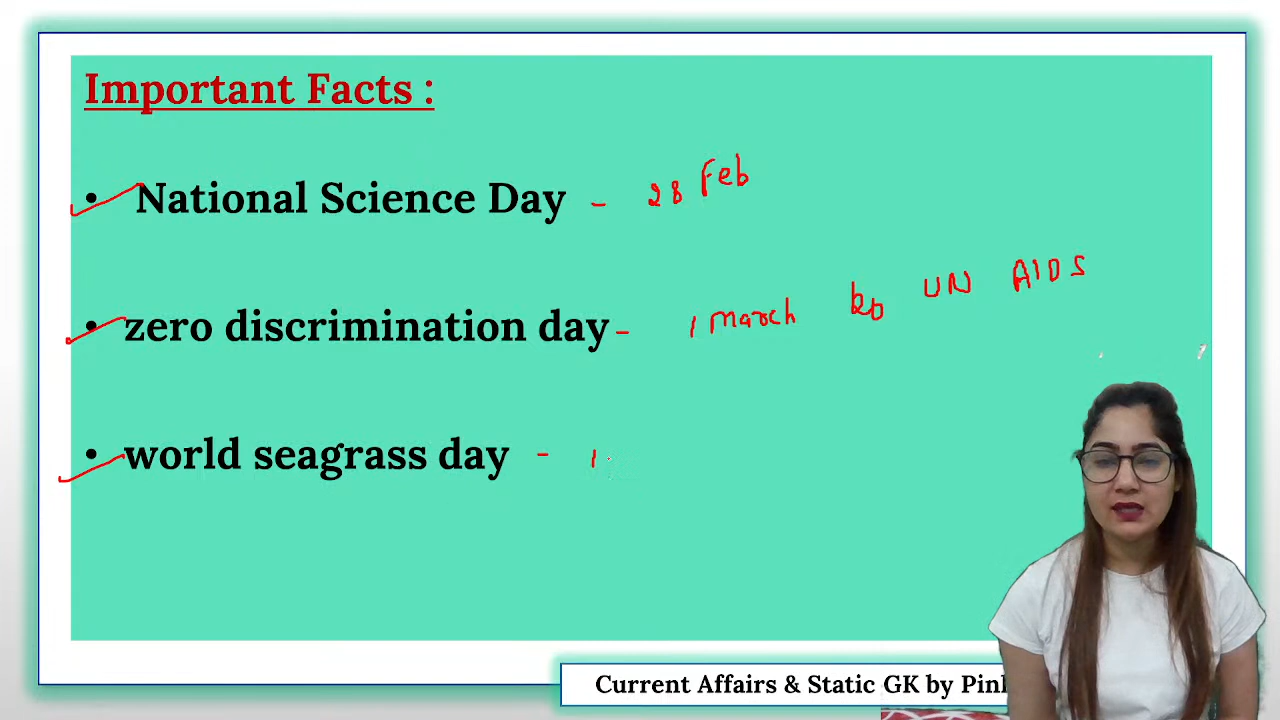 Important Facts :
• National Science Day - 28 Feb
• zero discrimination day - 1 March ko UN AIDS
• world seagrass day - 1
Current Affairs & Static GK by